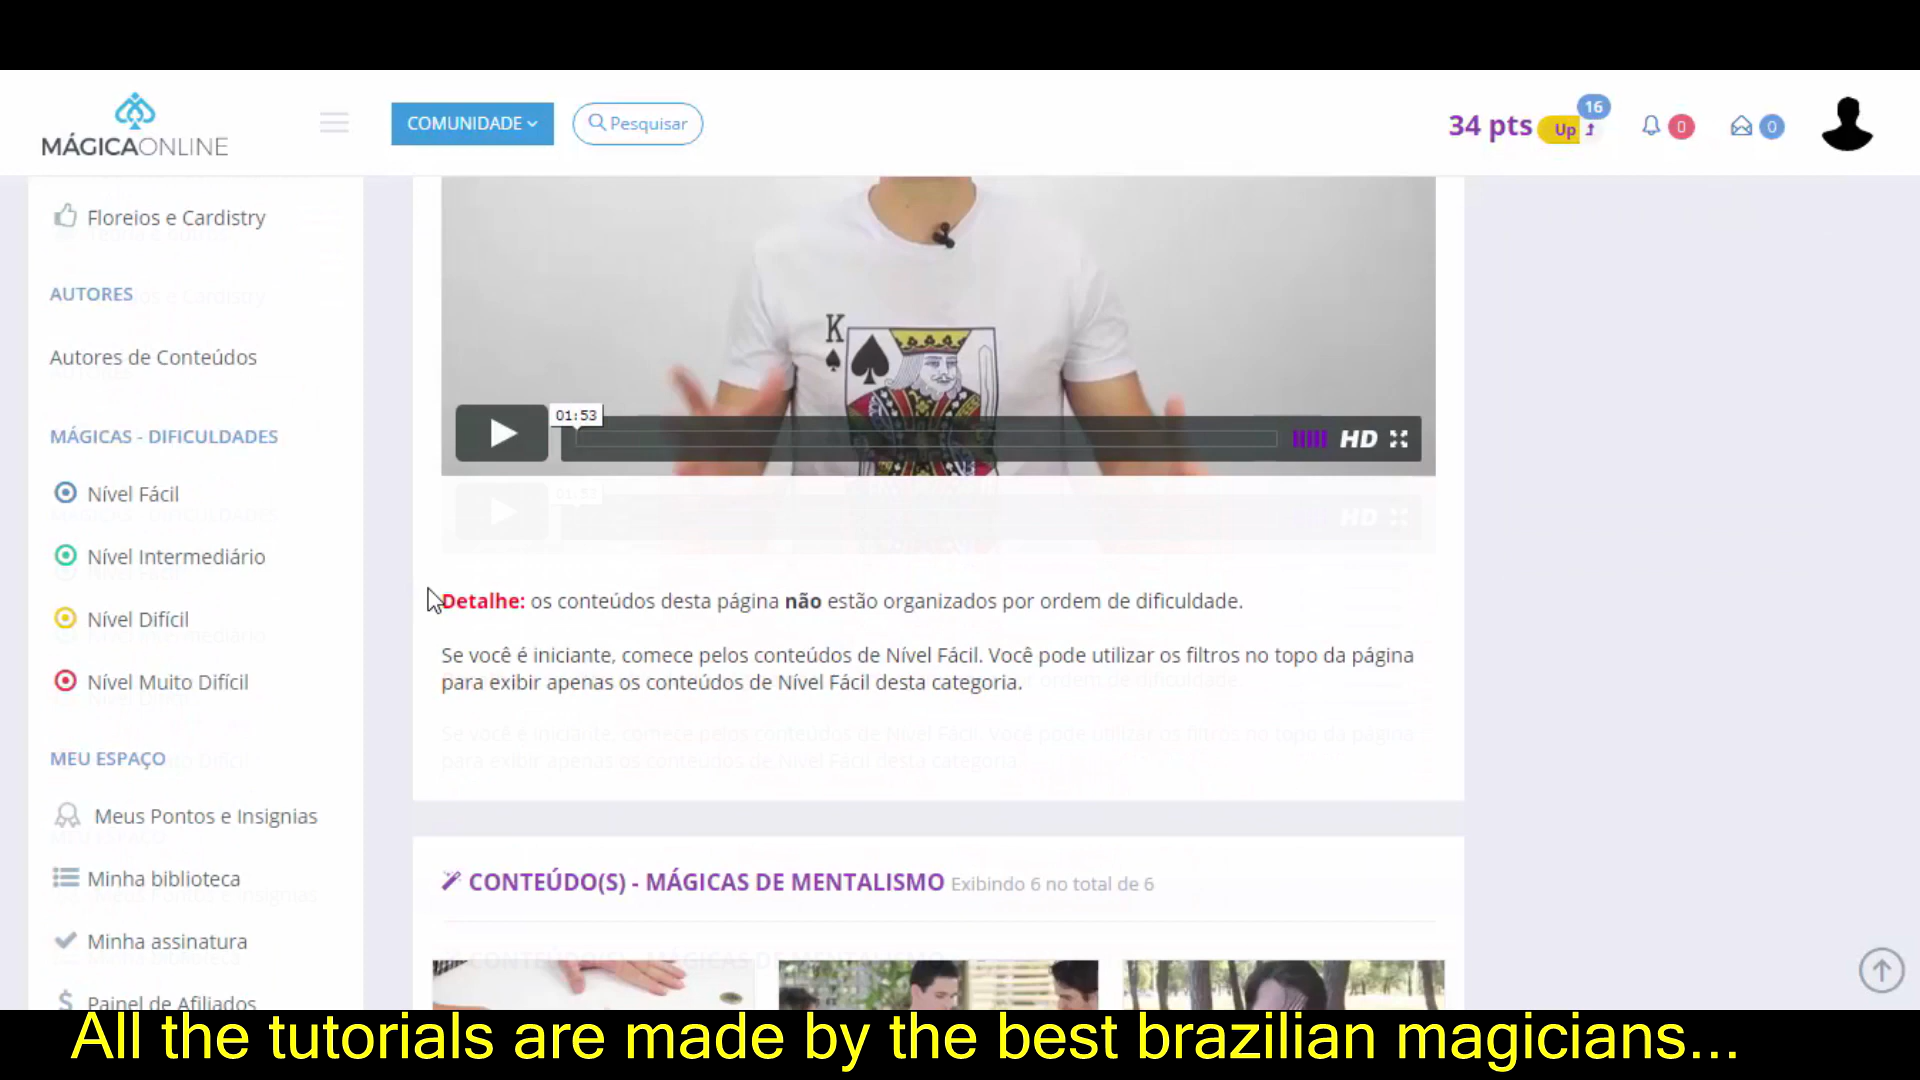 MÁGICAONLINE
COMUNIDADE
Pesquisar
34 pts
Up
16
0
0
Floreios e Cardistry
AUTORES
Autores de Conteúdos
MÁGICAS - DIFICULDADES
Nível Fácil
Nível Intermediário
Nível Difícil
Nível Muito Difícil
MEU ESPAÇO
Meus Pontos e Insignias
Minha biblioteca
Minha assinatura
Painel de Afiliados
K
01:53
HD
Detalhe: os conteúdos desta página não estão organizados por ordem de dificuldade.
Se você é iniciante, comece pelos conteúdos de Nível Fácil. Você pode utilizar os filtros no topo da página
para exibir apenas os conteúdos de Nível Fácil desta categoria.
CONTEÚDO(S) - MÁGICAS DE MENTALISMO Exibindo 6 no total de 6
All the tutorials are made by the best brazilian magicians...